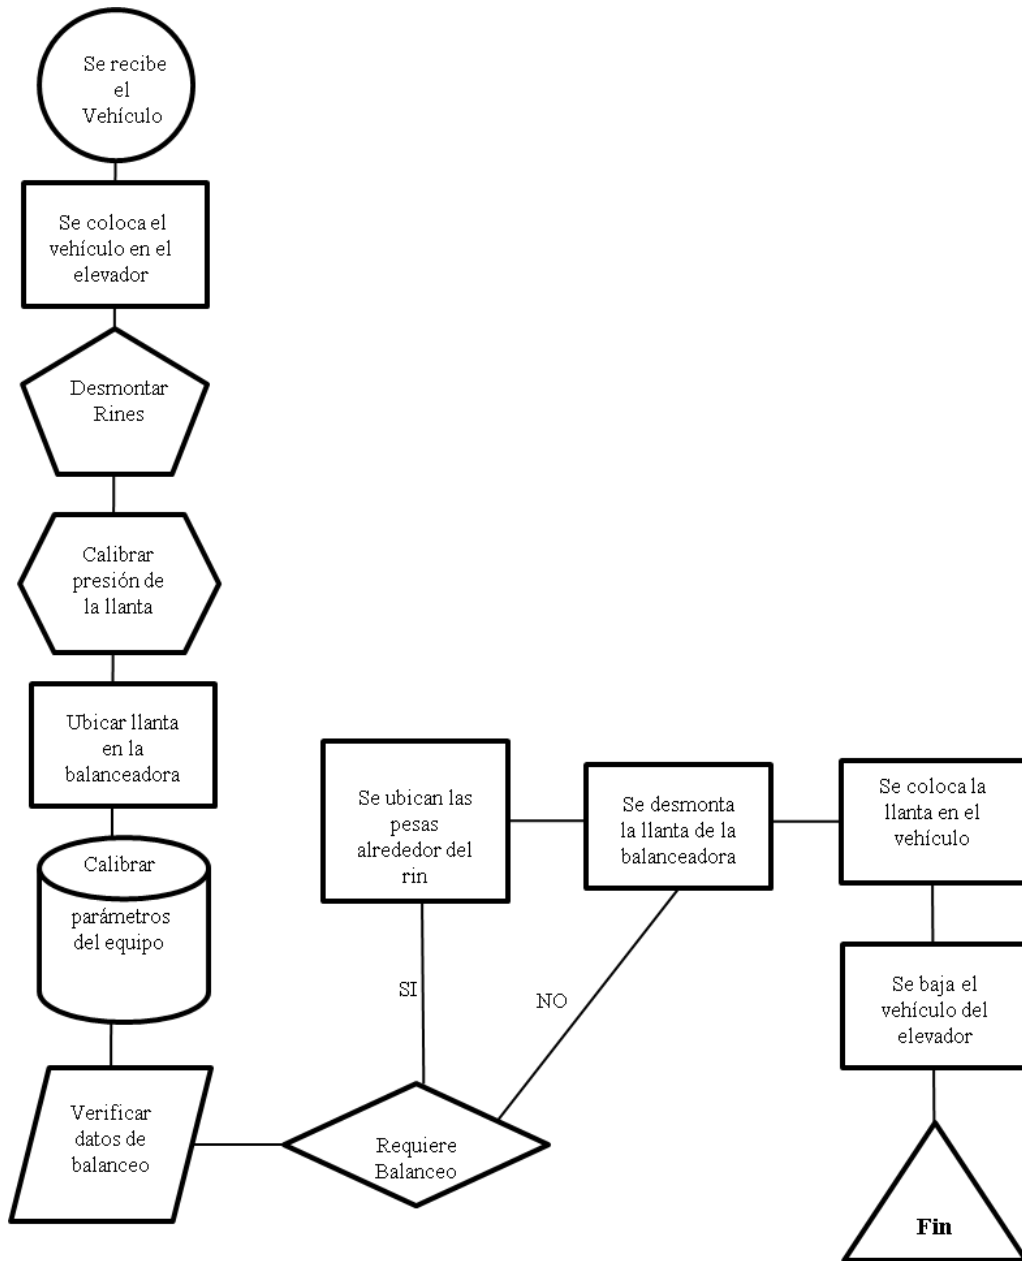 Se recibe
el
Vehículo
Se coloca el
vehículo en el
elevador
Desmontar
Rines
Calibrar
presión de
la llanta
Ubicar llanta
en la
balanceadora
Calibrar
parámetros
del equipo
Verificar
datos de
balanceo
Requiere
Balanceo
SI
NO
Se ubican las
pesas
alrededor del
rin
Se desmonta
la llanta de la
balanceadora
Se coloca la
llanta en el
vehículo
Se baja el
vehículo del
elevador
Fin